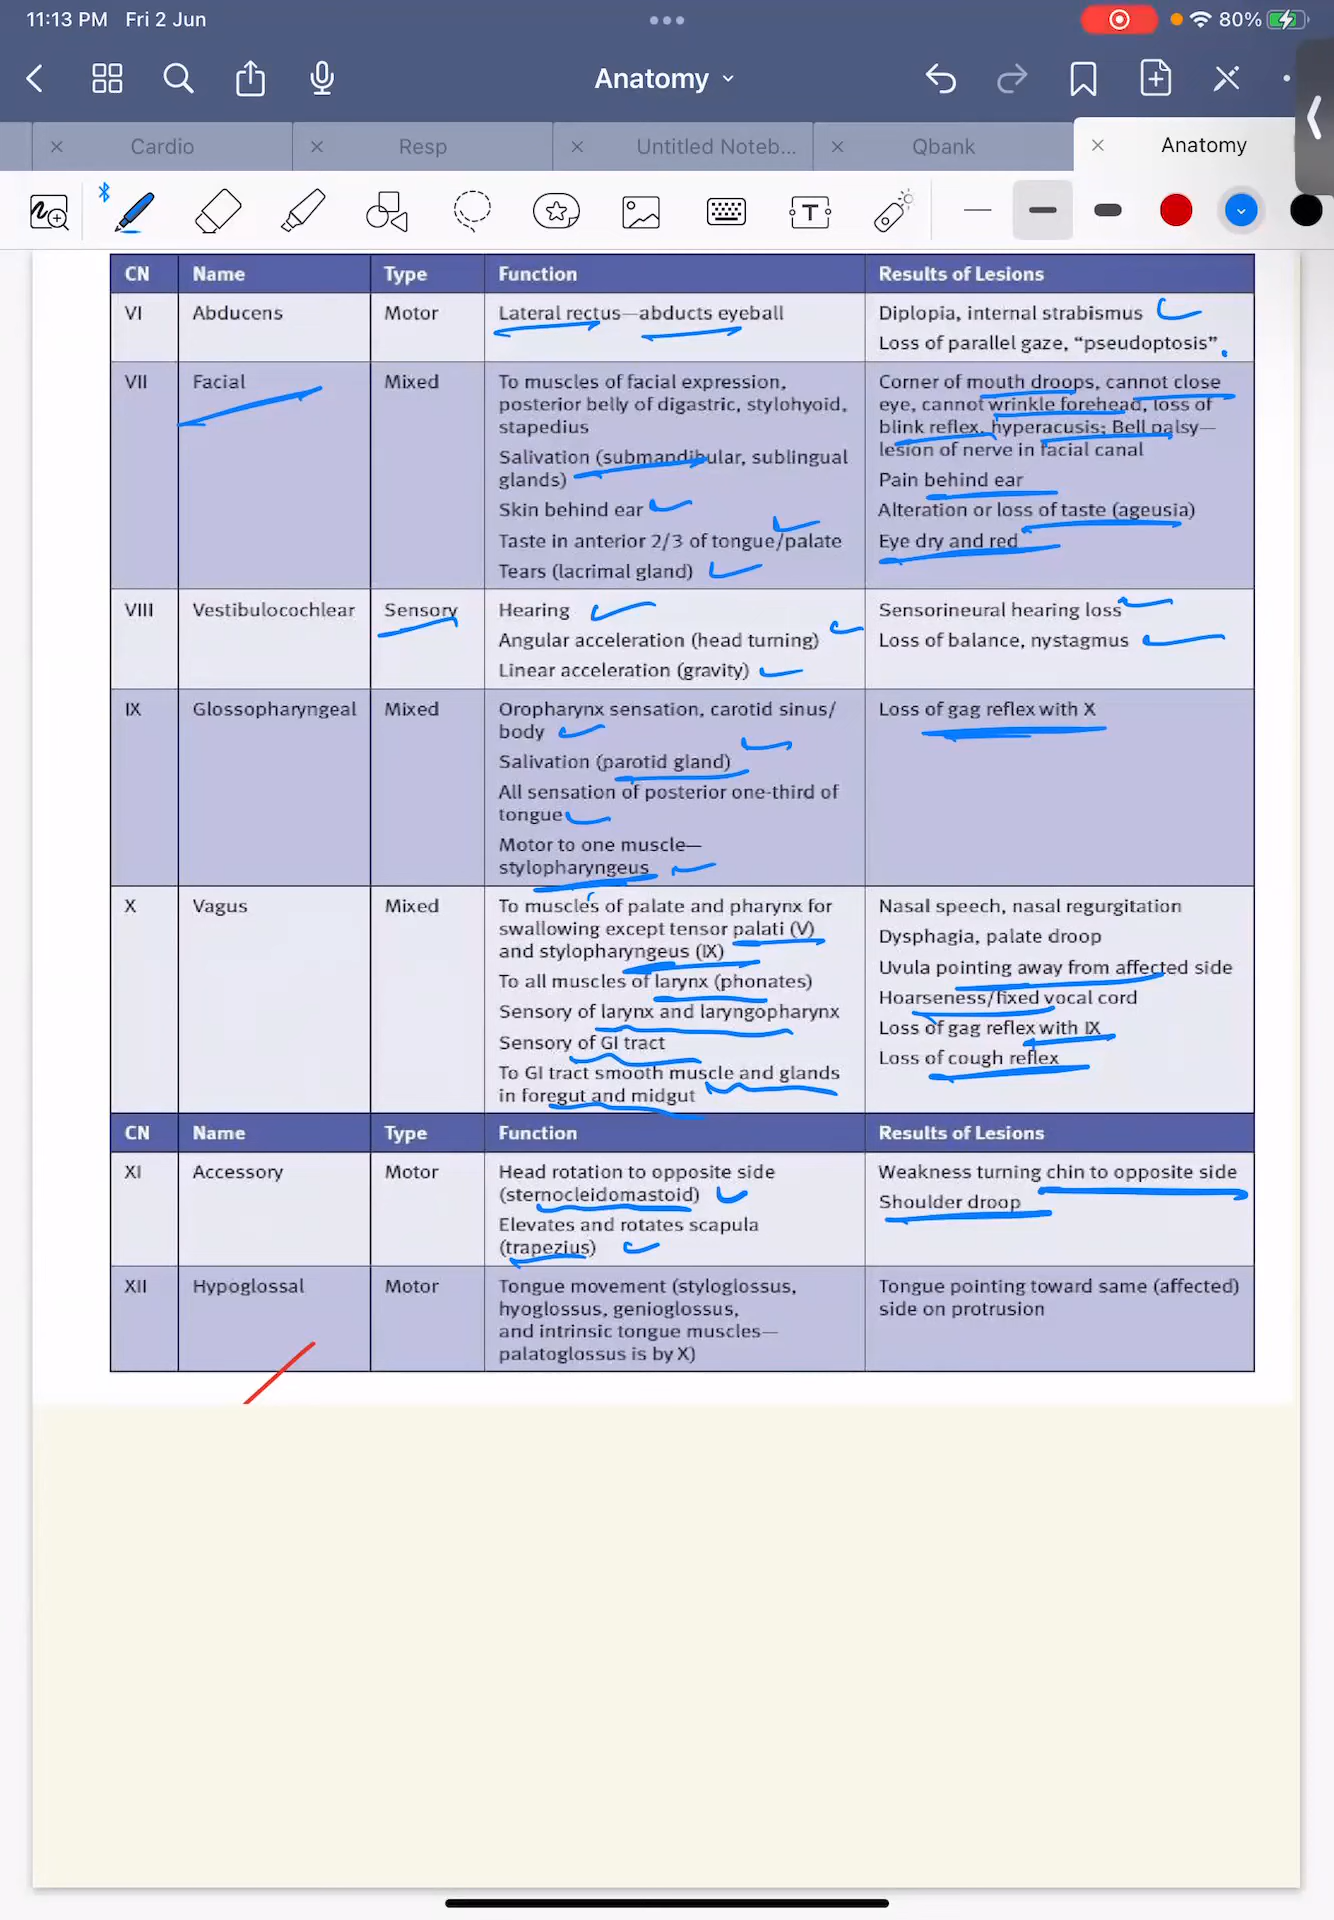 11:13 PM Fri 2 Jun
80%
Anatomy
Cardio
Resp
Untitled Noteb...
Qbank
Anatomy
T
CN Name Type Function Results of Lesions
VI Abducens Motor Lateral rectus—abducts eyeball Diplopia, internal strabismus
Loss of parallel gaze, “pseudoptosis”
VII Facial Mixed To muscles of facial expression, Corner of mouth droops, cannot close
posterior belly of digastric, stylohyoid, eye, cannot wrinkle forehead, loss of
stapedius blink reflex, hyperacusis; Bell palsy—
lesion of nerve in facial canal
Salivation (submandibular, sublingual
glands) Pain behind ear
Skin behind ear Alteration or loss of taste (ageusia)
Taste in anterior 2/3 of tongue/palate Eye dry and red
Tears (lacrimal gland)
VIII Vestibulocochlear Sensory Hearing Sensorineural hearing loss
Angular acceleration (head turning) Loss of balance, nystagmus
Linear acceleration (gravity)
IX Glossopharyngeal Mixed Oropharynx sensation, carotid sinus/ Loss of gag reflex with X
body
Salivation (parotid gland)
All sensation of posterior one-third of
tongue
Motor to one muscle—
stylopharyngeus
X Vagus Mixed To muscles of palate and pharynx for Nasal speech, nasal regurgitation
swallowing except tensor palati (V) Dysphagia, palate droop
and stylopharyngeus (IX) Uvula pointing away from affected side
To all muscles of larynx (phonates) Hoarseness/fixed vocal cord
Sensory of larynx and laryngopharynx Loss of gag reflex with IX
Sensory of GI tract Loss of cough reflex
To GI tract smooth muscle and glands
in foregut and midgut
CN Name Type Function Results of Lesions
XI Accessory Motor Head rotation to opposite side Weakness turning chin to opposite side
(sternocleidomastoid) Shoulder droop
Elevates and rotates scapula
(trapezius)
XII Hypoglossal Motor Tongue movement (styloglossus, Tongue pointing toward same (affected)
hyoglossus, genioglossus, side on protrusion
and intrinsic tongue muscles—
palatoglossus is by X)